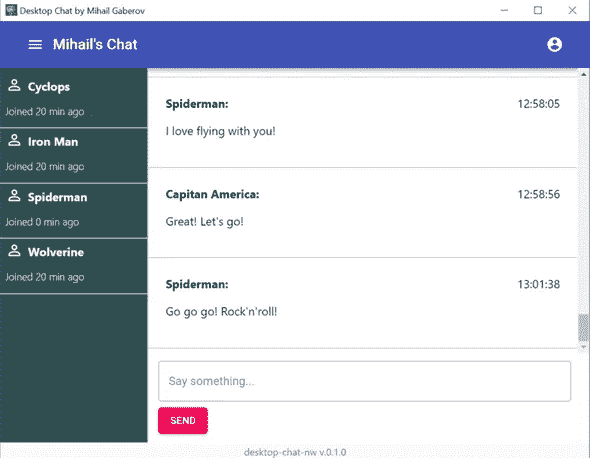 Desktop Chat by Mihail Gaberov
Mihail's Chat
Cyclops
Joined 20 min ago
Iron Man
Joined 20 min ago
Spiderman
Joined 0 min ago
Wolverine
Joined 20 min ago
Spiderman: 12:58:05
I love flying with you!
Capitan America: 12:58:56
Great! Let's go!
Spiderman: 13:01:38
Go go go! Rock'n'roll!
Say something...
SEND
desktop-chat-nw v.0.1.0